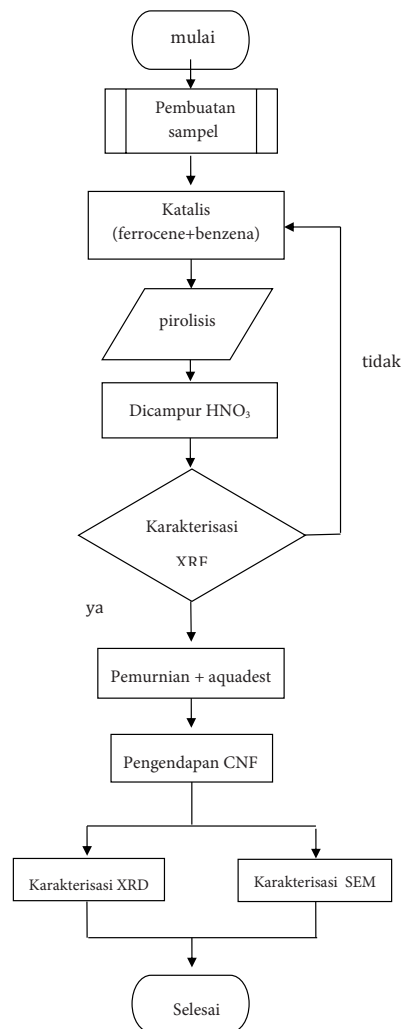 mulai
Pembuatan
sampel
Katalis
(ferrocene+benzena)
pirolisis
tidak
Dicampur HNO₃
Karakterisasi
XRF
ya
Pemurnian + aquadest
Pengendapan CNF
Karakterisasi XRD
Karakterisasi SEM
Selesai